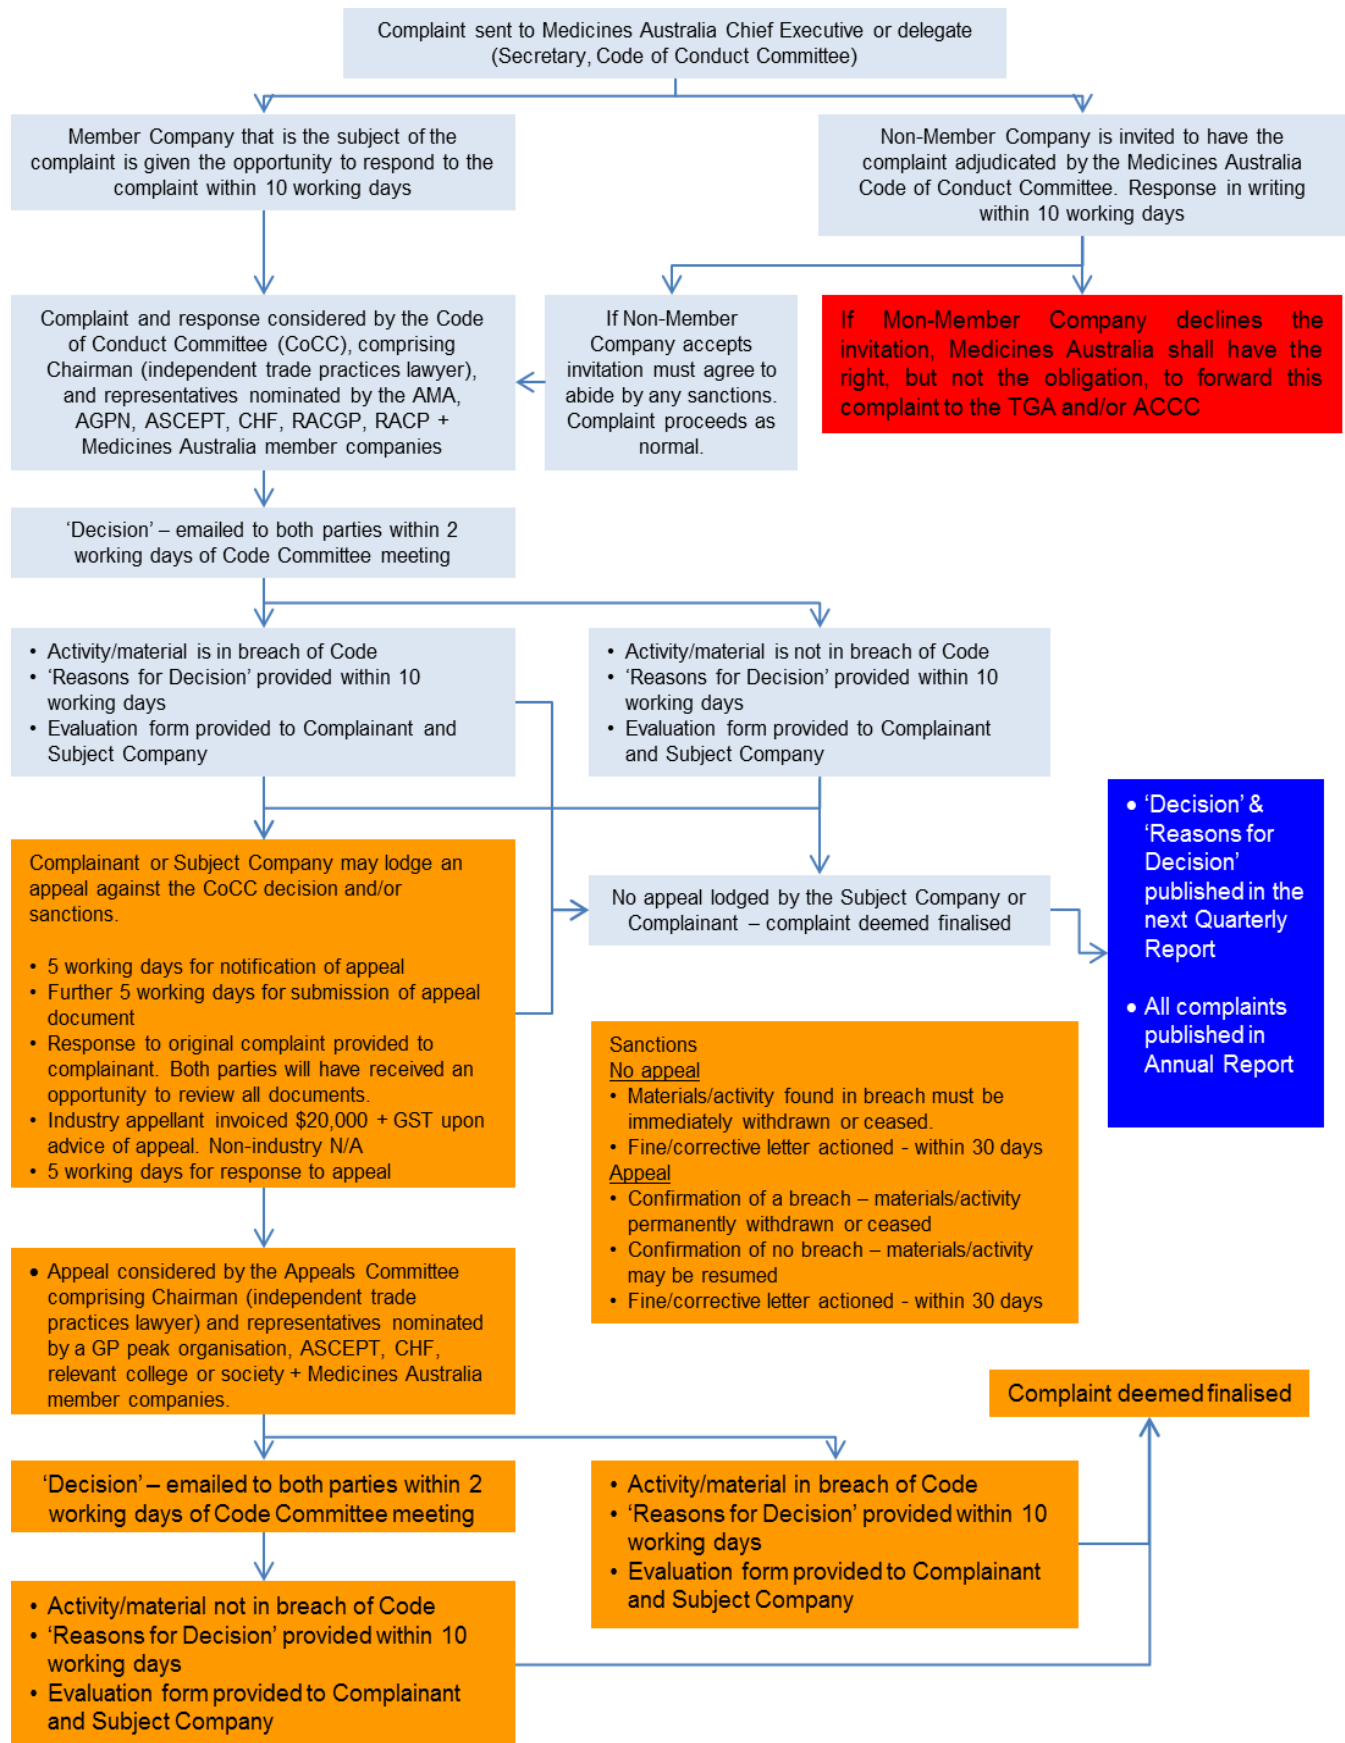 Complaint sent to Medicines Australia Chief Executive or delegate
(Secretary, Code of Conduct Committee)
Member Company that is the subject of the
complaint is given the opportunity to respond to the
complaint within 10 working days
Non-Member Company is invited to have the
complaint adjudicated by the Medicines Australia
Code of Conduct Committee. Response in writing
within 10 working days
Complaint and response considered by the Code
of Conduct Committee (CoCC), comprising
Chairman (independent trade practices lawyer),
and representatives nominated by the AMA,
AGPN, ASCEPT, CHF, RACGP, RACP +
Medicines Australia member companies
If Non-Member
Company accepts
invitation must agree to
abide by any sanctions.
Complaint proceeds as
normal.
If Mon-Member Company declines the
invitation, Medicines Australia shall have the
right, but not the obligation, to forward this
complaint to the TGA and/or ACCC
‘Decision’ – emailed to both parties within 2
working days of Code Committee meeting
• Activity/material is in breach of Code
• ‘Reasons for Decision’ provided within 10
working days
• Evaluation form provided to Complainant and
Subject Company
• Activity/material is not in breach of Code
• ‘Reasons for Decision’ provided within 10
working days
• Evaluation form provided to Complainant
and Subject Company
Complainant or Subject Company may lodge an
appeal against the CoCC decision and/or
sanctions.
• 5 working days for notification of appeal
• Further 5 working days for submission of appeal
document
• Response to original complaint provided to
complainant. Both parties will have received an
opportunity to review all documents.
• Industry appellant invoiced $20,000 + GST upon
advice of appeal. Non-industry N/A
• 5 working days for response to appeal
No appeal lodged by the Subject Company or
Complainant – complaint deemed finalised
• ‘Decision’ &
‘Reasons for
Decision’
published in the
next Quarterly
Report
• All complaints
published in
Annual Report
Sanctions
No appeal
• Materials/activity found in breach must be
immediately withdrawn or ceased.
• Fine/corrective letter actioned - within 30 days
Appeal
• Confirmation of a breach – materials/activity
permanently withdrawn or ceased
• Confirmation of no breach – materials/activity
may be resumed
• Fine/corrective letter actioned - within 30 days
• Appeal considered by the Appeals Committee
comprising Chairman (independent trade
practices lawyer) and representatives nominated
by a GP peak organisation, ASCEPT, CHF,
relevant college or society + Medicines Australia
member companies.
Complaint deemed finalised
‘Decision’ – emailed to both parties within 2
working days of Code Committee meeting
• Activity/material in breach of Code
• ‘Reasons for Decision’ provided within 10
working days
• Evaluation form provided to Complainant
and Subject Company
• Activity/material not in breach of Code
• ‘Reasons for Decision’ provided within 10
working days
• Evaluation form provided to Complainant
and Subject Company